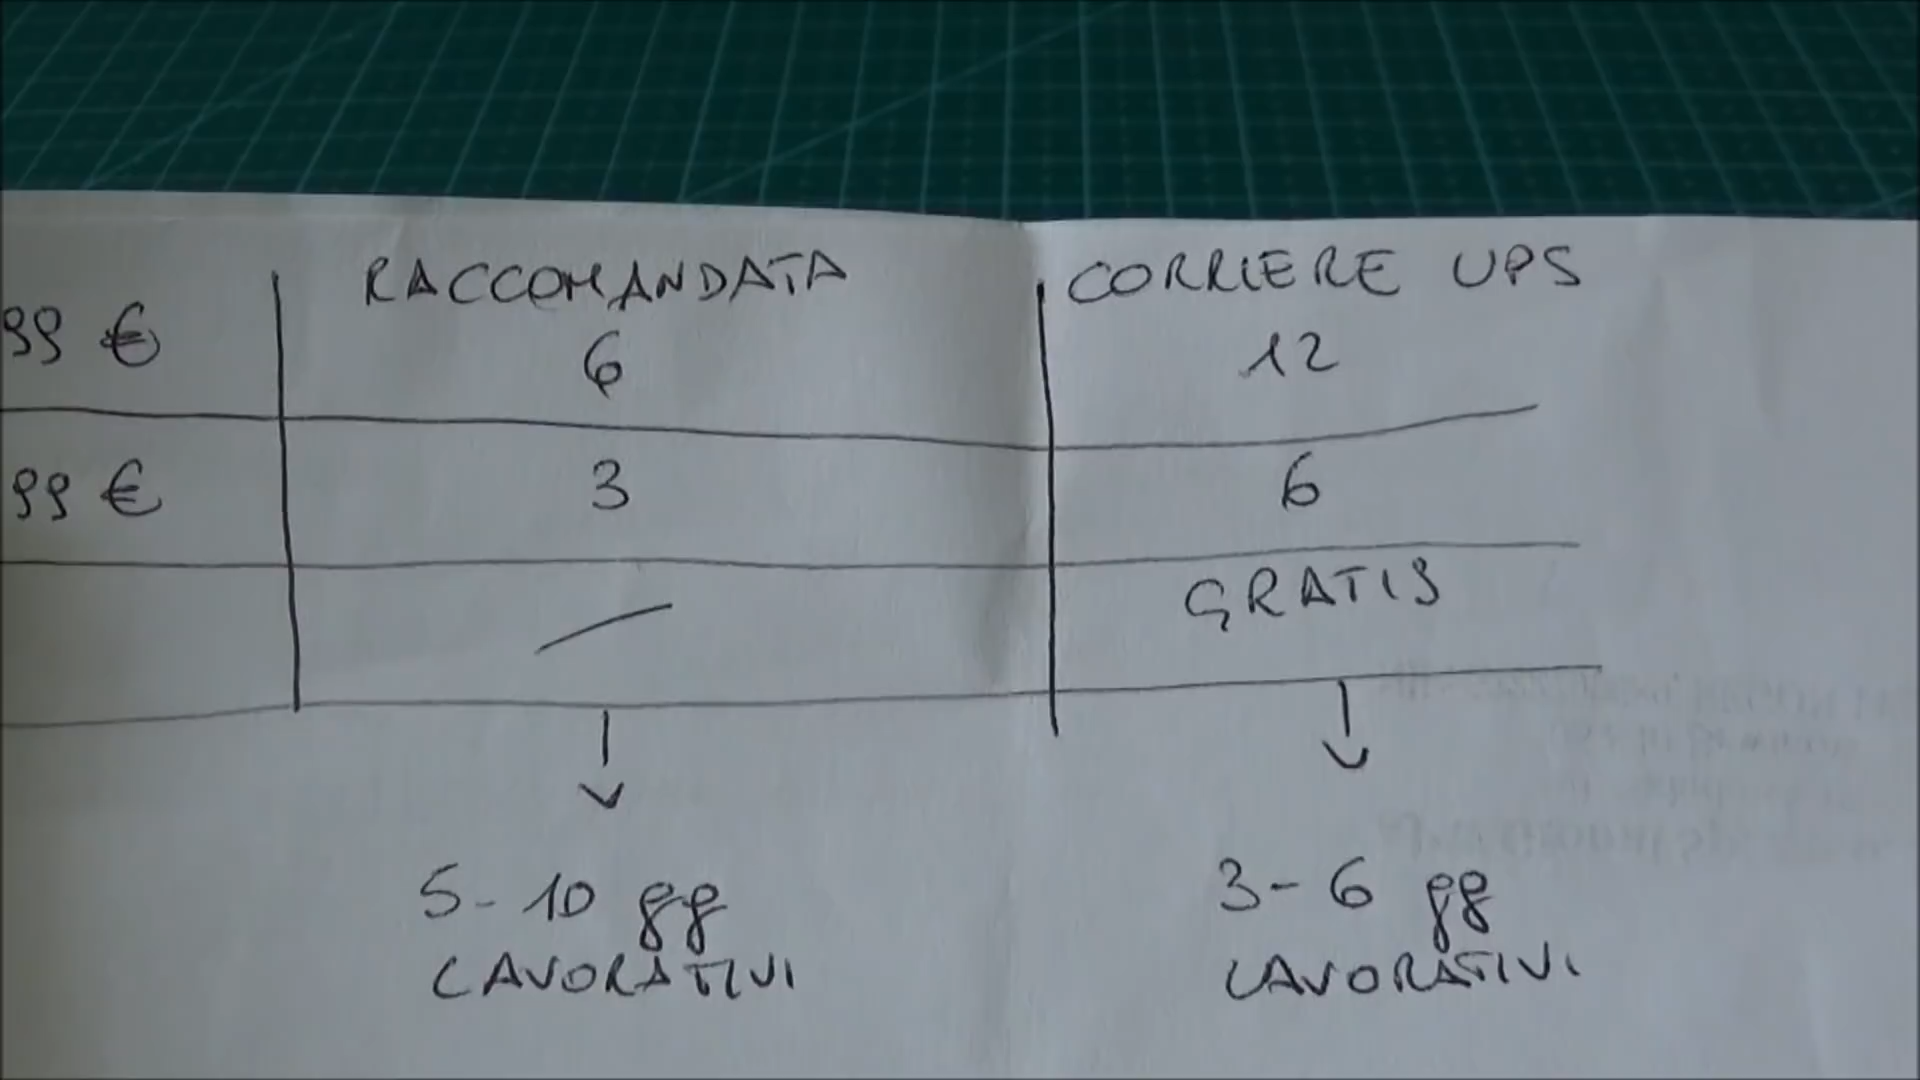 RACCOMANDATA CORRIERE UPS
99 € 6 12
99 € 3 6
GRATIS
5-10 gg 3-6 gg
LAVORATIVI LAVORATIVI